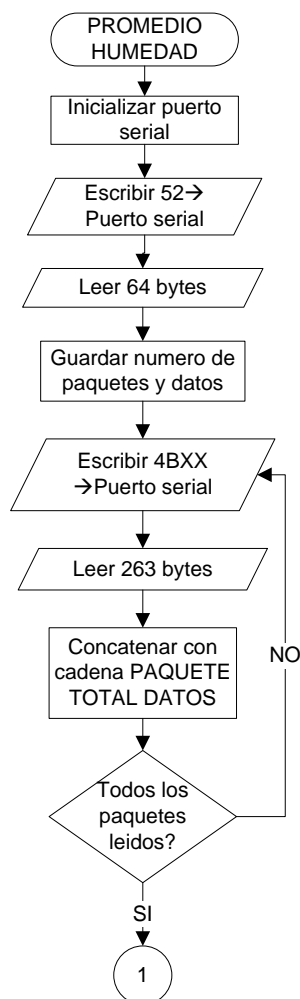 PROMEDIO
HUMEDAD
Inicializar puerto
serial
Escribir 52→
Puerto serial
Leer 64 bytes
Guardar numero de
paquetes y datos
Escribir 4BXX
→Puerto serial
Leer 263 bytes
Concatenar con
cadena PAQUETE
TOTAL DATOS
NO
Todos los
paquetes
leidos?
SI
1